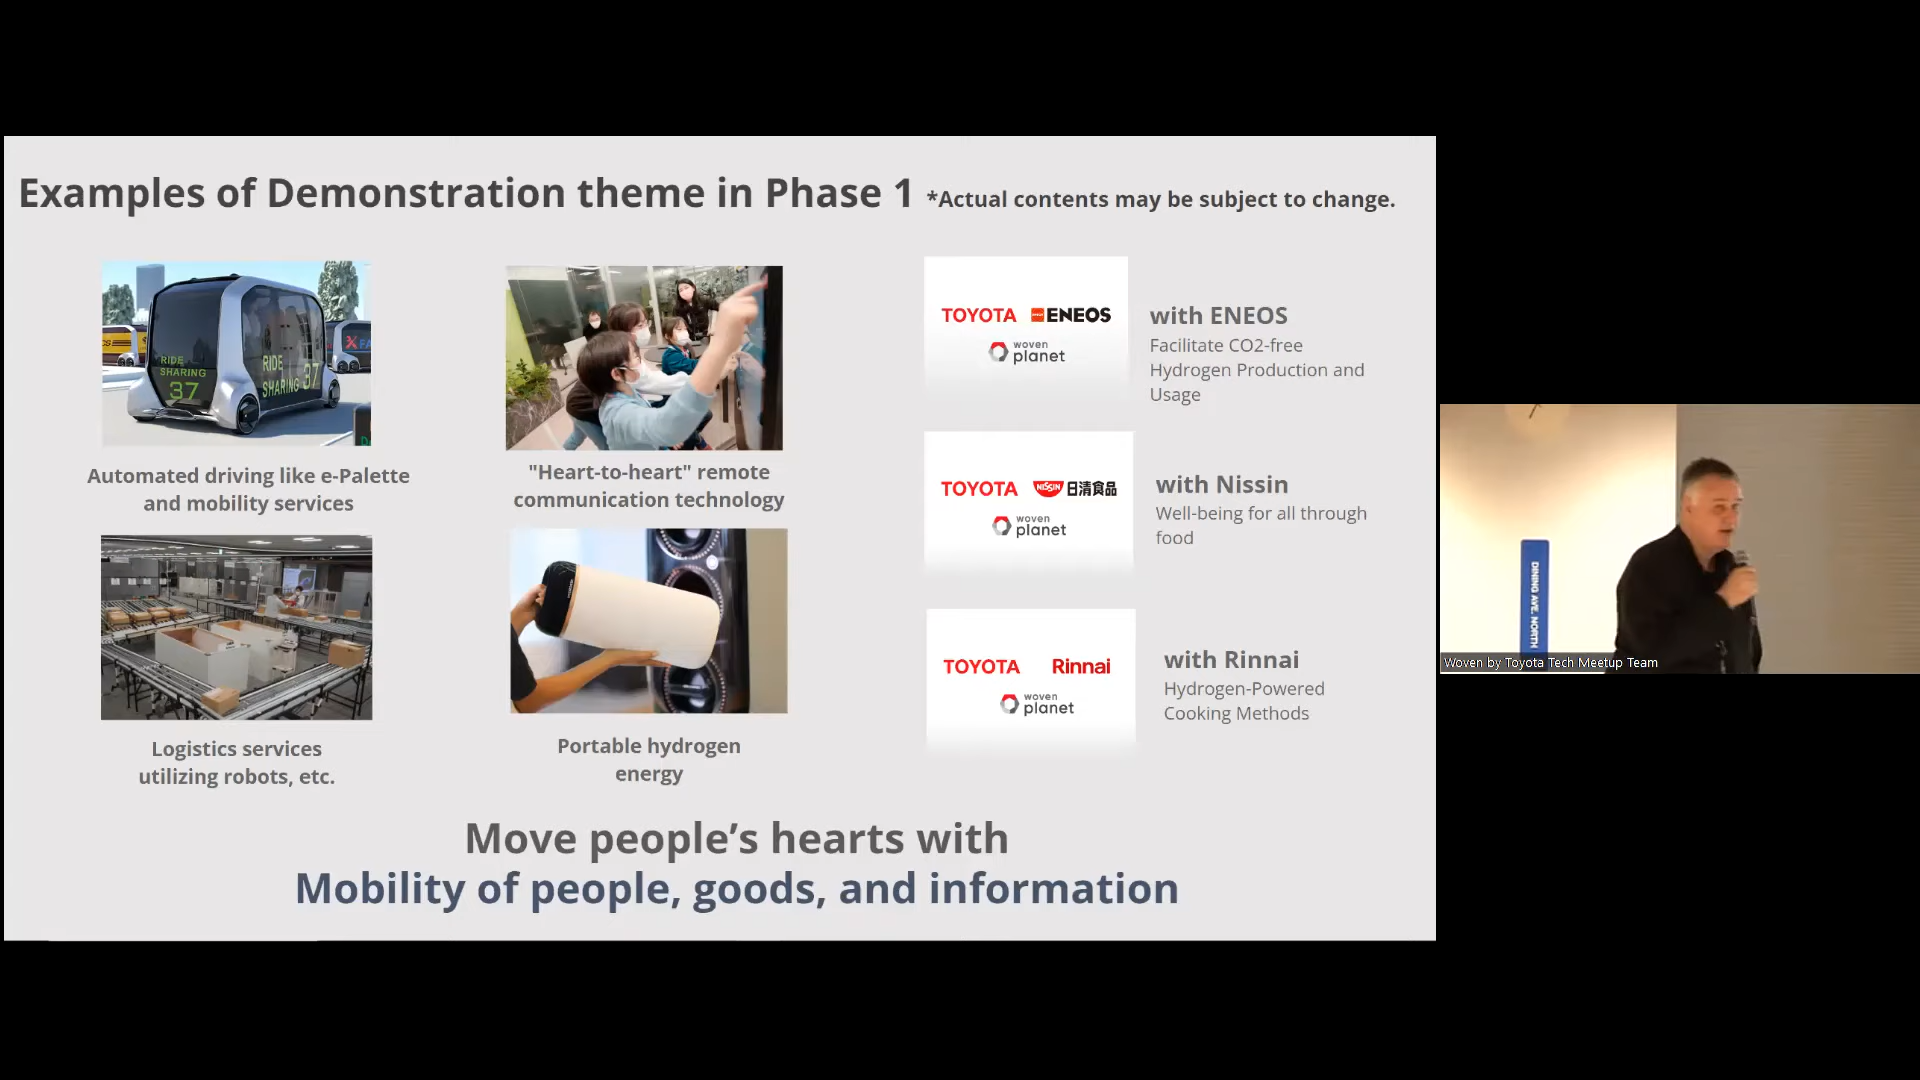 Examples of Demonstration theme in Phase 1 *Actual contents may be subject to change.
RIDE
SHARING
37
RIDE
SHARING 37
Automated driving like e-Palette
and mobility services
"Heart-to-heart" remote
communication technology
Logistics services
utilizing robots, etc.
Portable hydrogen
energy
TOYOTA ENEOS
woven
planet
with ENEOS
Facilitate CO2-free
Hydrogen Production and
Usage
TOYOTA NISSIN 日清食品
woven
planet
with Nissin
Well-being for all through
food
TOYOTA Rinnai
woven
planet
with Rinnai
Hydrogen-Powered
Cooking Methods
Move people’s hearts with
Mobility of people, goods, and information
DINING AVE. NORTH
Woven by Toyota Tech Meetup Team